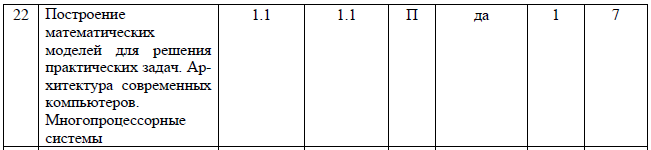 22 Построение 1.1 1.1 П да 1 7
математических
моделей для решения
практических задач. Ар-
хитектура современных
компьютеров.
Многопроцессорные
системы